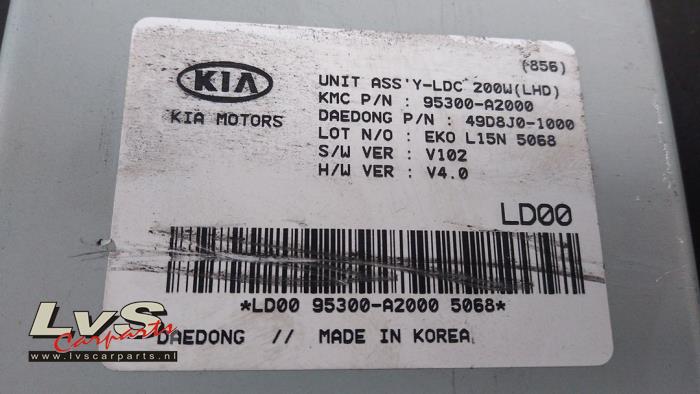 (856)
KIA
KIA MOTORS
UNIT ASS'Y-LDC 200W(LHD)
KMC P/N : 95300-A2000
DAEDONG P/N : 49D8J0-1000
LOT N/O : EKO L15N 5068
S/W VER : V102
H/W VER : V4.0
LD00
*LD00 95300-A2000 5068*
DAEDONG // MADE IN KOREA
LvS
Carparts
www.lvscarparts.nl